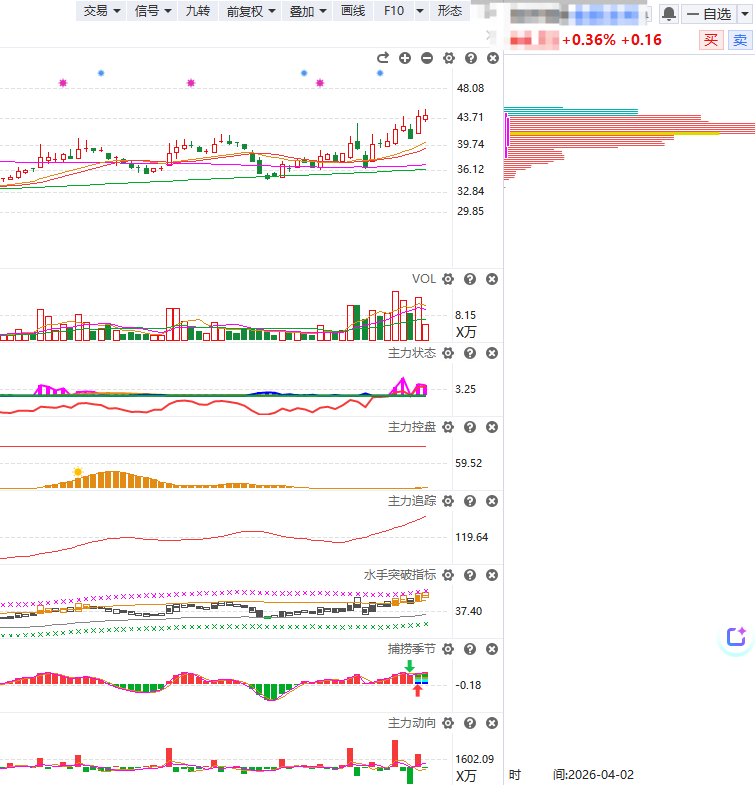 交易 信号 九转 前复权 叠加 画线 F10 形态
自选
+0.36% +0.16 买 卖
48.08
43.71
39.74
36.12
32.84
29.85
VOL
8.15
X万
主力状态
3.25
主力控盘
59.52
主力追踪
119.64
水手突破指标
37.40
捕捞季节
-0.18
主力动向
1602.09
X万
时 间:2026-04-02